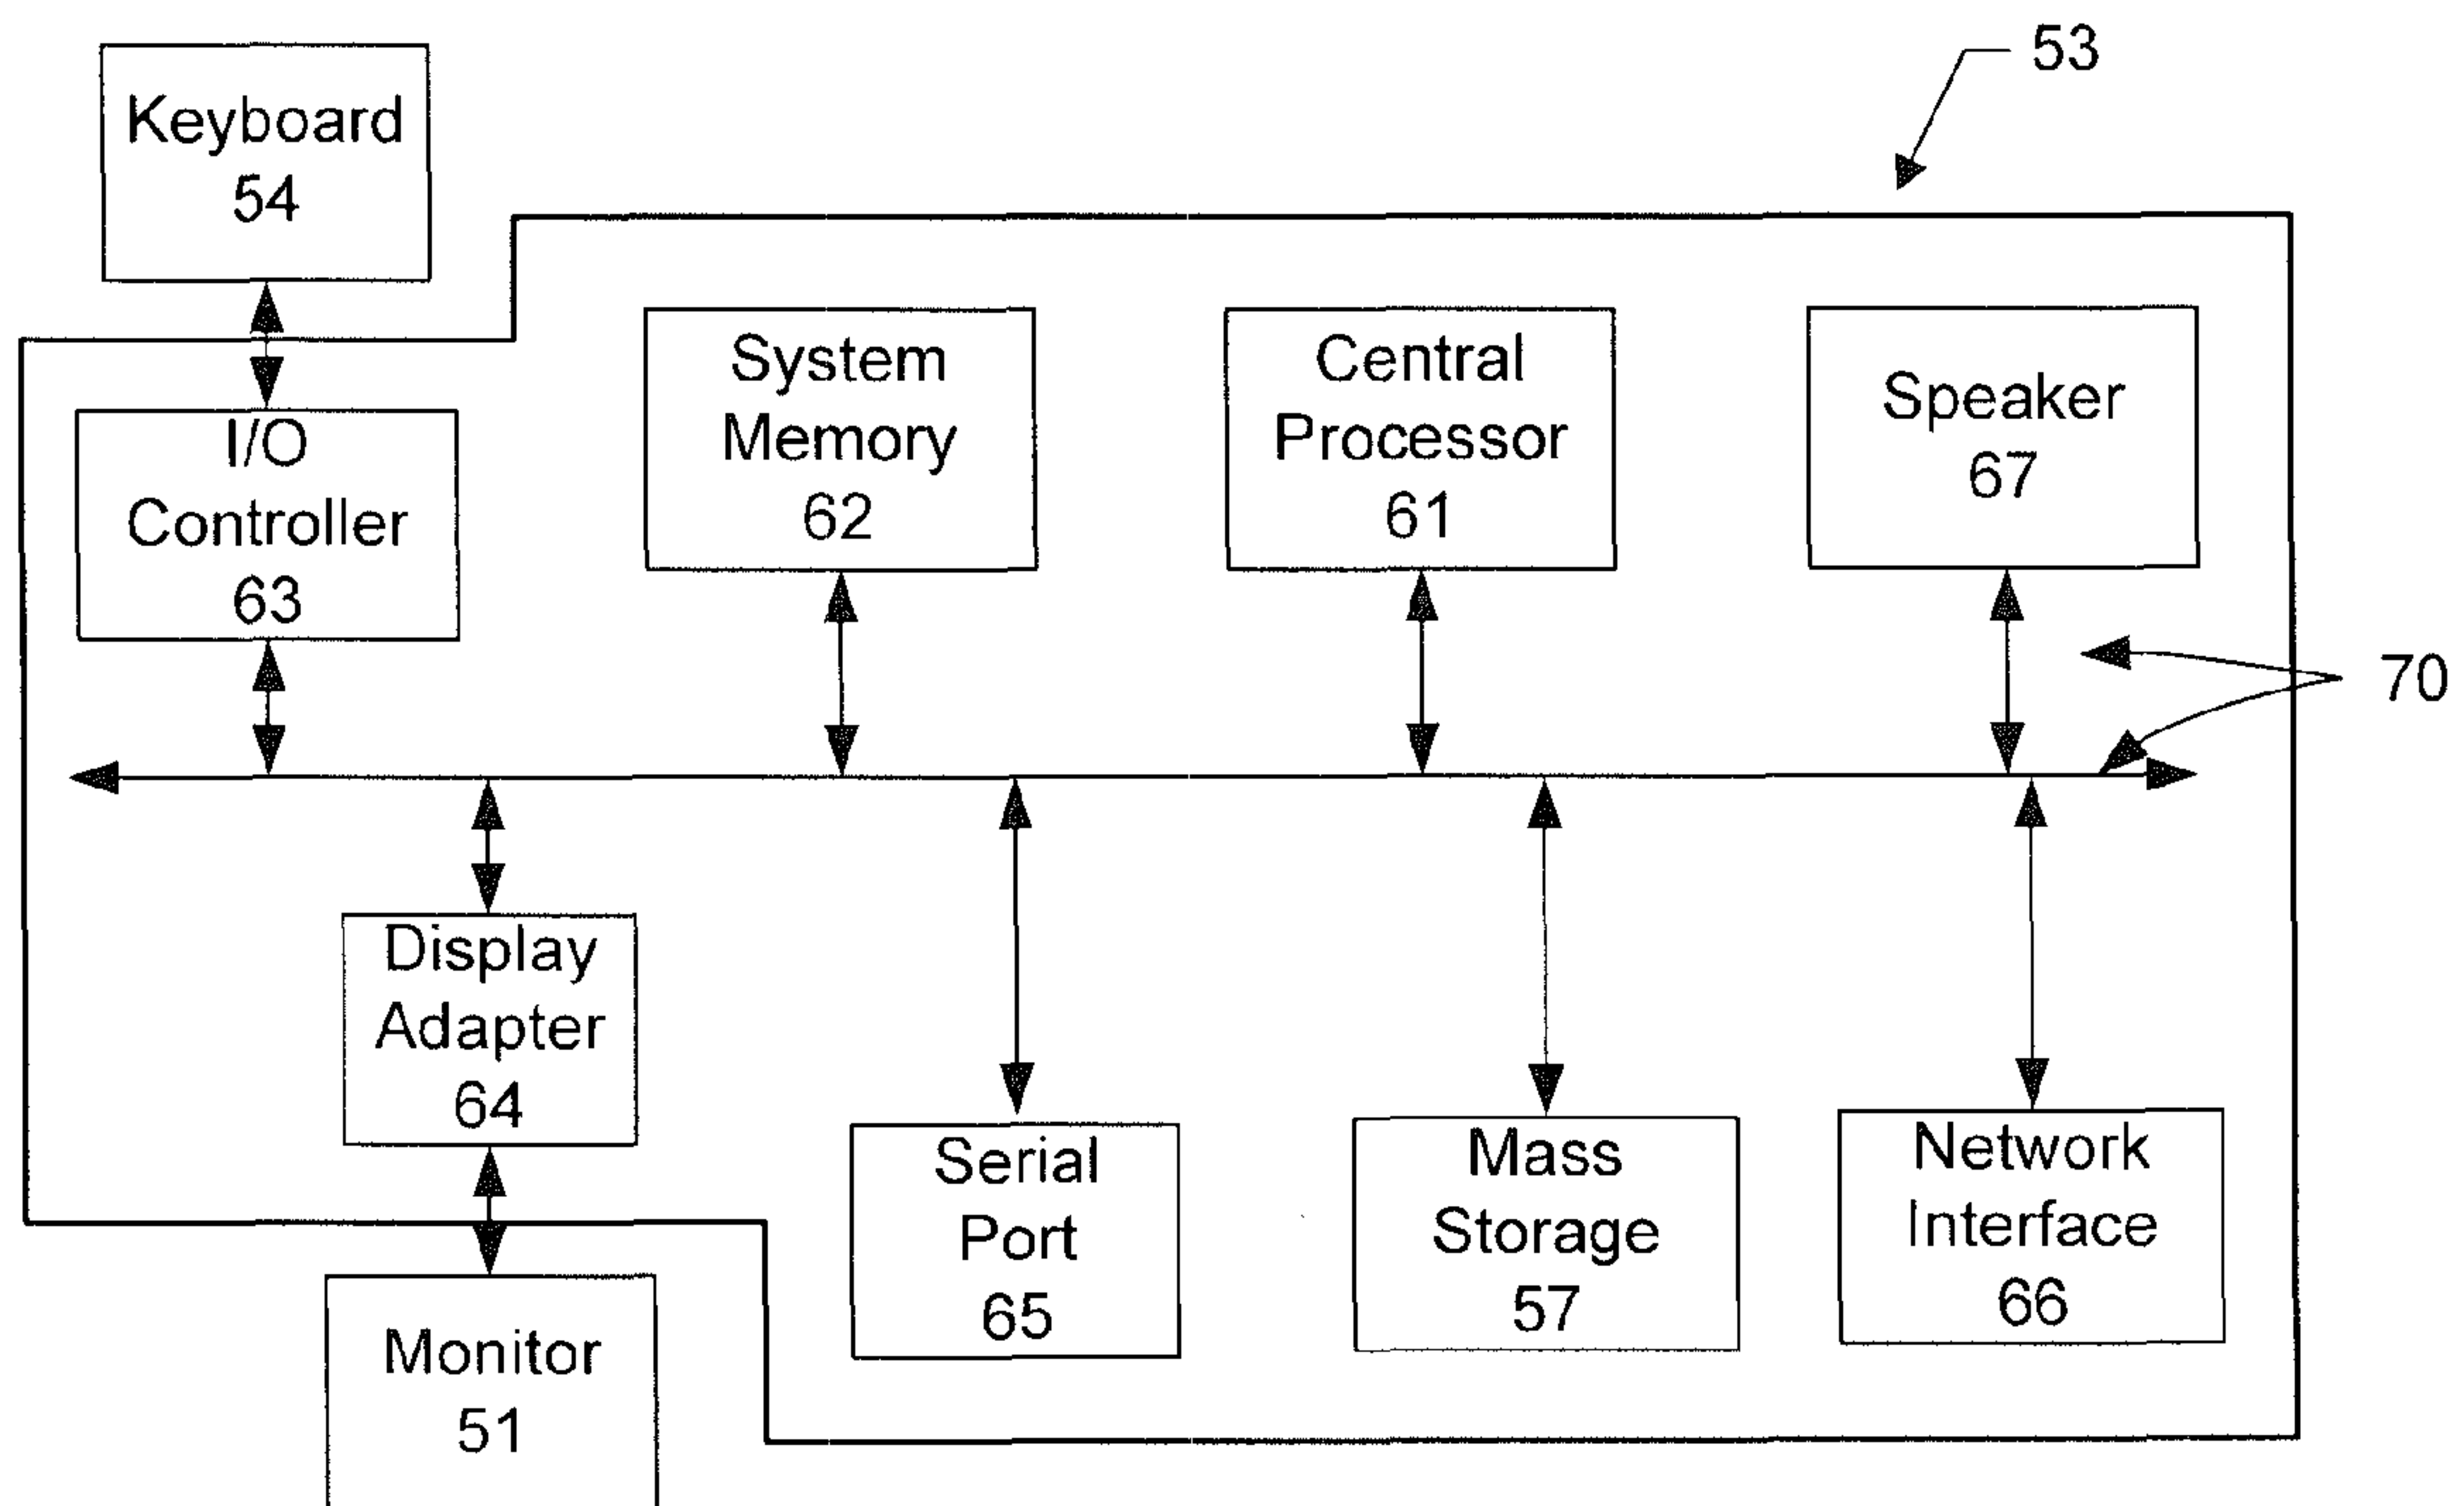 53
Keyboard
54
System
Memory
62
Central
Processor
61
Speaker
67
I/O
Controller
63
70
Display
Adapter
64
Serial
Port
65
Mass
Storage
57
Network
Interface
66
Monitor
51